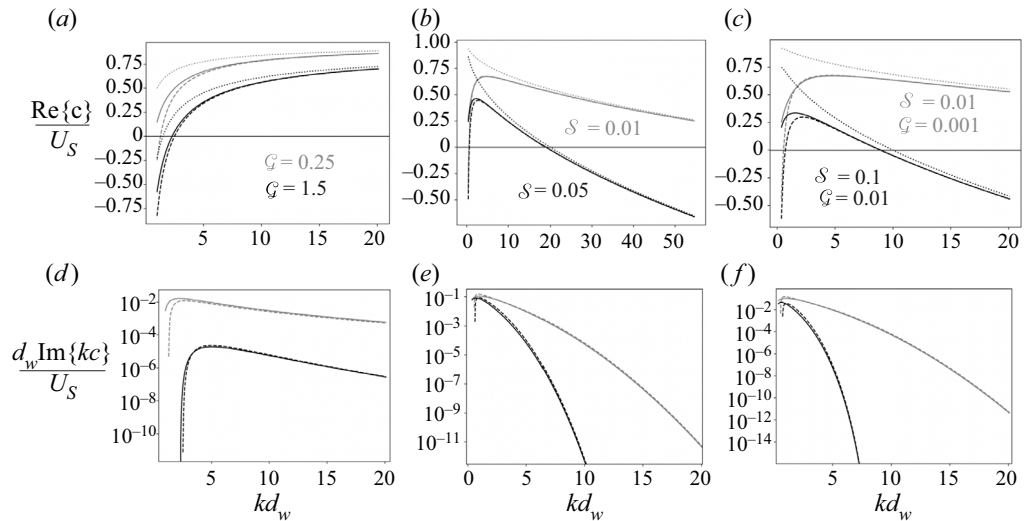 (a) (b) (c)
Re{c}
U_S
0.75
0.50
0.25
0
−0.25
−0.50
−0.75
𝒢 = 0.25
𝒢 = 1.5
5 10 15 20
1.00
0.75
0.50
0.25
0
−0.25
−0.50
𝒮 = 0.01
𝒮 = 0.05
0 10 20 30 40 50
0.75
0.50
0.25
0
−0.25
−0.50
𝒮 = 0.01
𝒢 = 0.001
𝒮 = 0.1
𝒢 = 0.01
0 5 10 15 20
(d) (e) (f)
d_w Im{kc}
U_S
10⁻²
10⁻⁴
10⁻⁶
10⁻⁸
10⁻¹⁰
5 10 15 20
kd_w
10⁻¹
10⁻³
10⁻⁵
10⁻⁷
10⁻⁹
10⁻¹¹
0 5 10 15 20
kd_w
10⁻²
10⁻⁴
10⁻⁶
10⁻⁸
10⁻¹⁰
10⁻¹²
10⁻¹⁴
0 5 10 15 20
kd_w